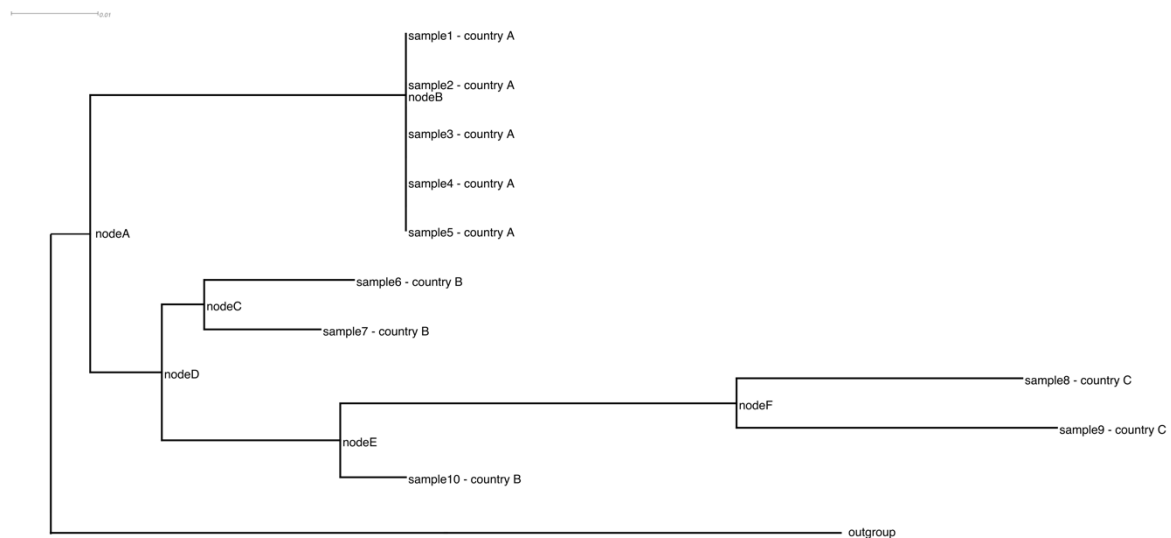 0.01
sample1 - country A
sample2 - country A
nodeB
sample3 - country A
sample4 - country A
sample5 - country A
nodeA
sample6 - country B
nodeC
sample7 - country B
nodeD
sample8 - country C
nodeF
sample9 - country C
nodeE
sample10 - country B
outgroup